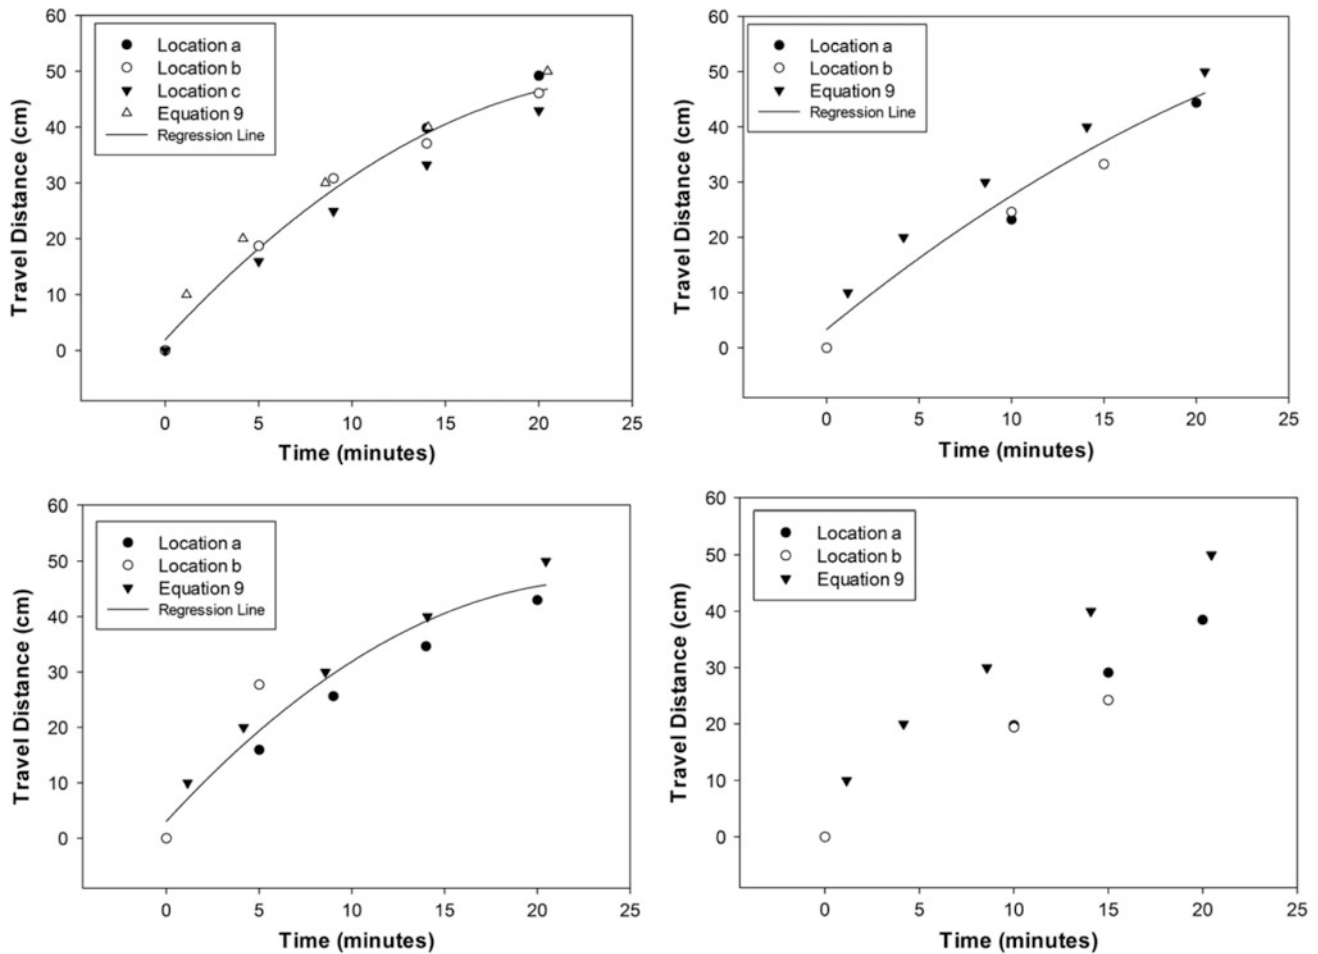 60
50
40
30
20
10
0
Travel Distance (cm)
Location a
Location b
Location c
Equation 9
Regression Line
0 5 10 15 20 25
Time (minutes)
60
50
40
30
20
10
0
Travel Distance (cm)
Location a
Location b
Equation 9
Regression Line
0 5 10 15 20 25
Time (minutes)
60
50
40
30
20
10
0
Travel Distance (cm)
Location a
Location b
Equation 9
Regression Line
0 5 10 15 20 25
Time (minutes)
60
50
40
30
20
10
0
Travel Distance (cm)
Location a
Location b
Equation 9
0 5 10 15 20 25
Time (minutes)